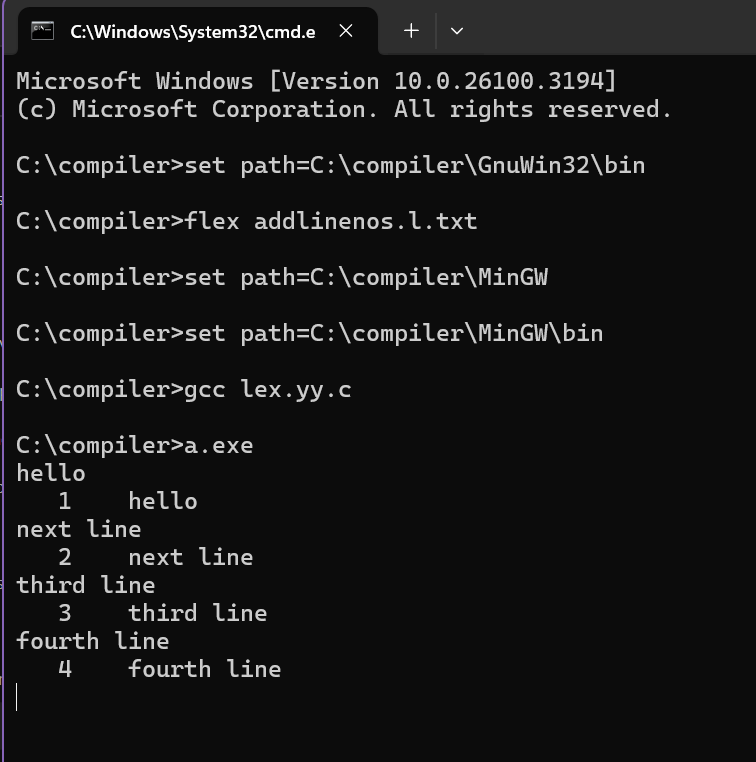 C:\Windows\System32\cmd.e
Microsoft Windows [Version 10.0.26100.3194]
(c) Microsoft Corporation. All rights reserved.
C:\compiler>set path=C:\compiler\GnuWin32\bin
C:\compiler>flex addlinenos.l.txt
C:\compiler>set path=C:\compiler\MinGW
C:\compiler>set path=C:\compiler\MinGW\bin
C:\compiler>gcc lex.yy.c
C:\compiler>a.exe
hello
   1    hello
next line
   2    next line
third line
   3    third line
fourth line
   4    fourth line